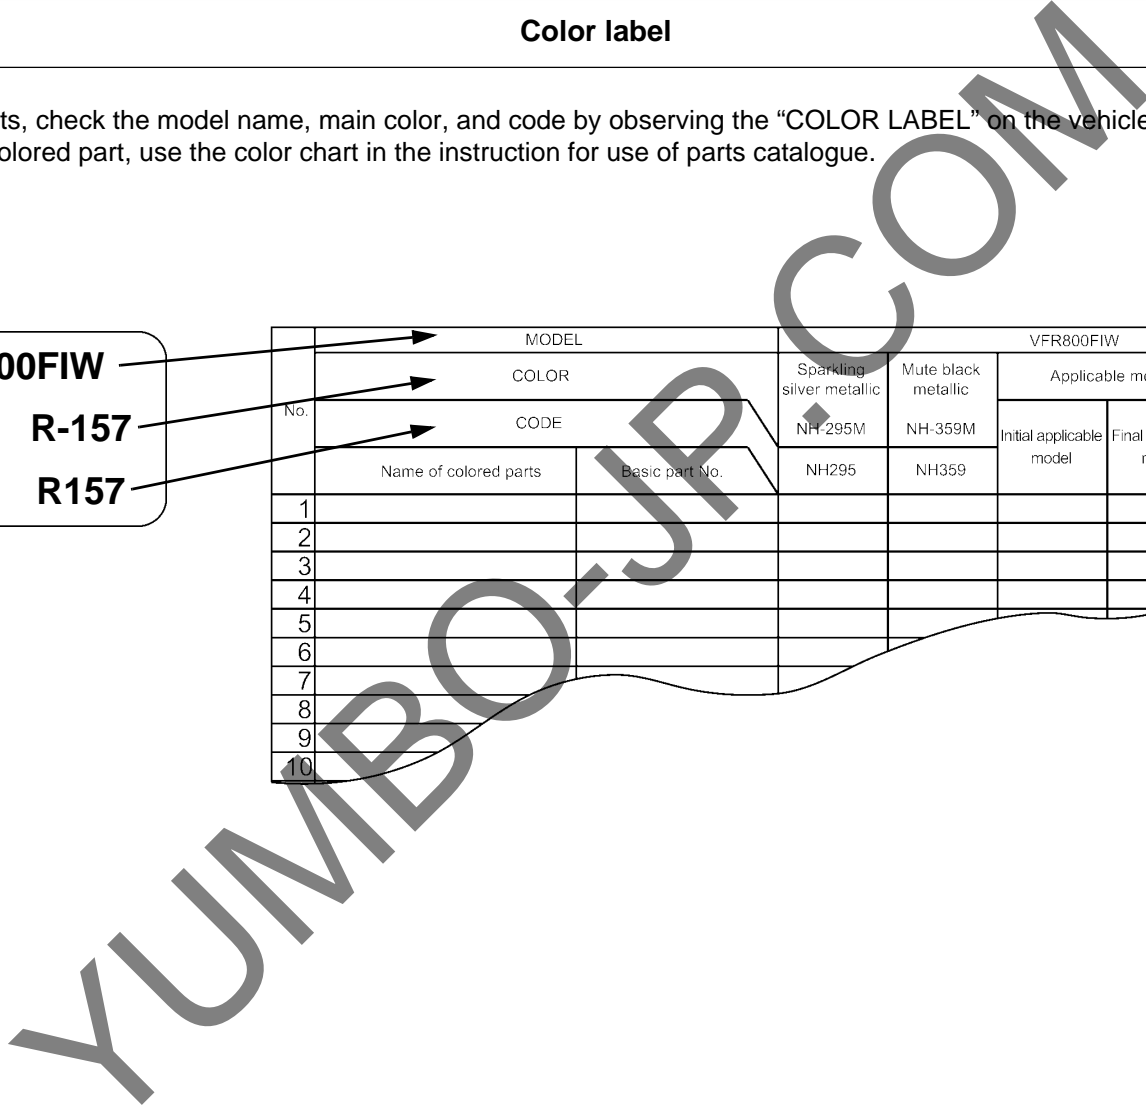 Color label
ts, check the model name, main color, and code by observing the “COLOR LABEL” on the vehicle
olored part, use the color chart in the instruction for use of parts catalogue.
00FIW
R-157
R157
MODEL
VFR800FIW
No.
COLOR
Sparkling
silver metallic
Mute black
metallic
Applicable m
CODE
NH-295M
NH-359M
Initial applicable
model
Final
Name of colored parts
Basic part No.
NH295
NH359
1
2
3
4
5
6
7
8
9
10
YUMBO-JP.COM